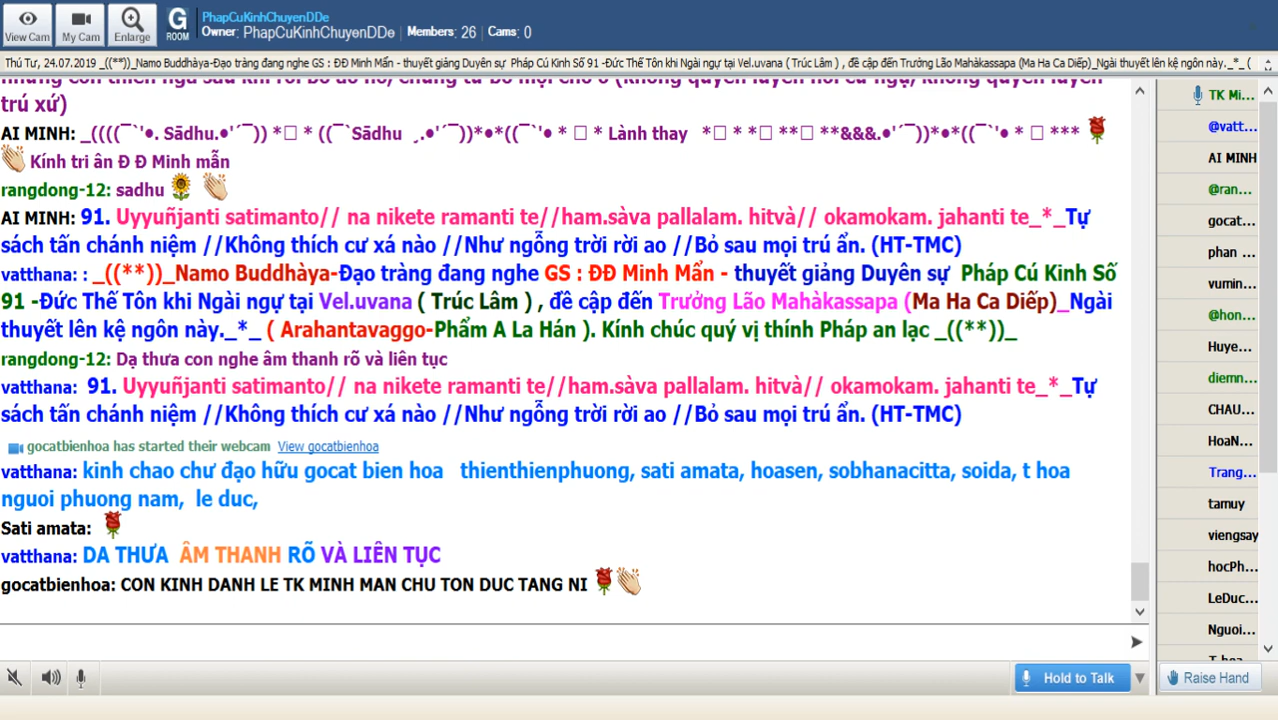 View Cam
My Cam
Enlarge
G
ROOM
PhapCuKinhChuyenDDe
Owner: PhapCuKinhChuyenDDe Members: 26 Cams: 0
Thứ Tư, 24.07.2019 _((**))_Namo Buddhàya-Đạo tràng đang nghe GS : ĐĐ Minh Mẩn - thuyết giảng Duyên sự Pháp Cú Kinh Số 91 -Đức Thế Tôn khi Ngài ngự tại Vel.uvana ( Trúc Lâm ) , đề cập đến Trưởng Lão Mahàkassapa (Ma Ha Ca Diếp)_Ngài thuyết lên kệ ngôn này._*_ (
trú xứ)
AI MINH: _((((¯`'•. Sādhu.•'´¯)) *□ * ((¯`Sādhu ¸.•'´¯))*•*((¯`'• * □ * Lành thay *□ * *□ **□ **&&&.•'´¯))*•*((¯`'• * □ ***
Kính tri ân Đ Đ Minh mẫn
rangdong-12: sadhu
AI MINH: 91. Uyyuñjanti satimanto// na nikete ramanti te//ham.sàva pallalam. hitvà// okamokam. jahanti te_*_Tự
sách tấn chánh niệm //Không thích cư xá nào //Như ngỗng trời rời ao //Bỏ sau mọi trú ẩn. (HT-TMC)
vatthana: : _((**))_Namo Buddhàya-Đạo tràng đang nghe GS : ĐĐ Minh Mẩn - thuyết giảng Duyên sự Pháp Cú Kinh Số
91 -Đức Thế Tôn khi Ngài ngự tại Vel.uvana ( Trúc Lâm ) , đề cập đến Trưởng Lão Mahàkassapa (Ma Ha Ca Diếp)_Ngài
thuyết lên kệ ngôn này._*_ ( Arahantavaggo-Phẩm A La Hán ). Kính chúc quý vị thính Pháp an lạc _((**))_
rangdong-12: Dạ thưa con nghe âm thanh rõ và liên tục
vatthana: 91. Uyyuñjanti satimanto// na nikete ramanti te//ham.sàva pallalam. hitvà// okamokam. jahanti te_*_Tự
sách tấn chánh niệm //Không thích cư xá nào //Như ngỗng trời rời ao //Bỏ sau mọi trú ẩn. (HT-TMC)
gocatbienhoa has started their webcam View gocatbienhoa
vatthana: kinh chao chư đạo hữu gocat bien hoa thienthienphuong, sati amata, hoasen, sobhanacitta, soida, t hoa
nguoi phuong nam, le duc,
Sati amata:
vatthana: DA THƯA ÂM THANH RÕ VÀ LIÊN TỤC
gocatbienhoa: CON KINH DANH LE TK MINH MAN CHU TON DUC TANG NI
TK Mi...
@vatt...
AI MINH
@ran...
gocat...
phan ...
vumin...
@hon...
Huye...
diemn...
CHAU...
HoaN...
Trang...
tamuy
viengsay
hocPh...
LeDuc...
Nguoi...
Hold to Talk
Raise Hand